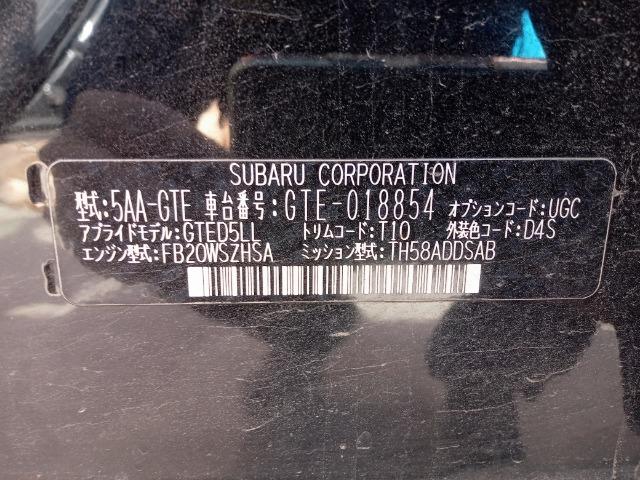 SUBARU CORPORATION
型式:5AA-GTE 車台番号:GTE-018854 オプションコード:UGC
アプライドモデル:GTED5LL トリムコード:T10 外装色コード:D4S
エンジン型式:FB20WSZHSA ミッション型式:TH58ADDSAB